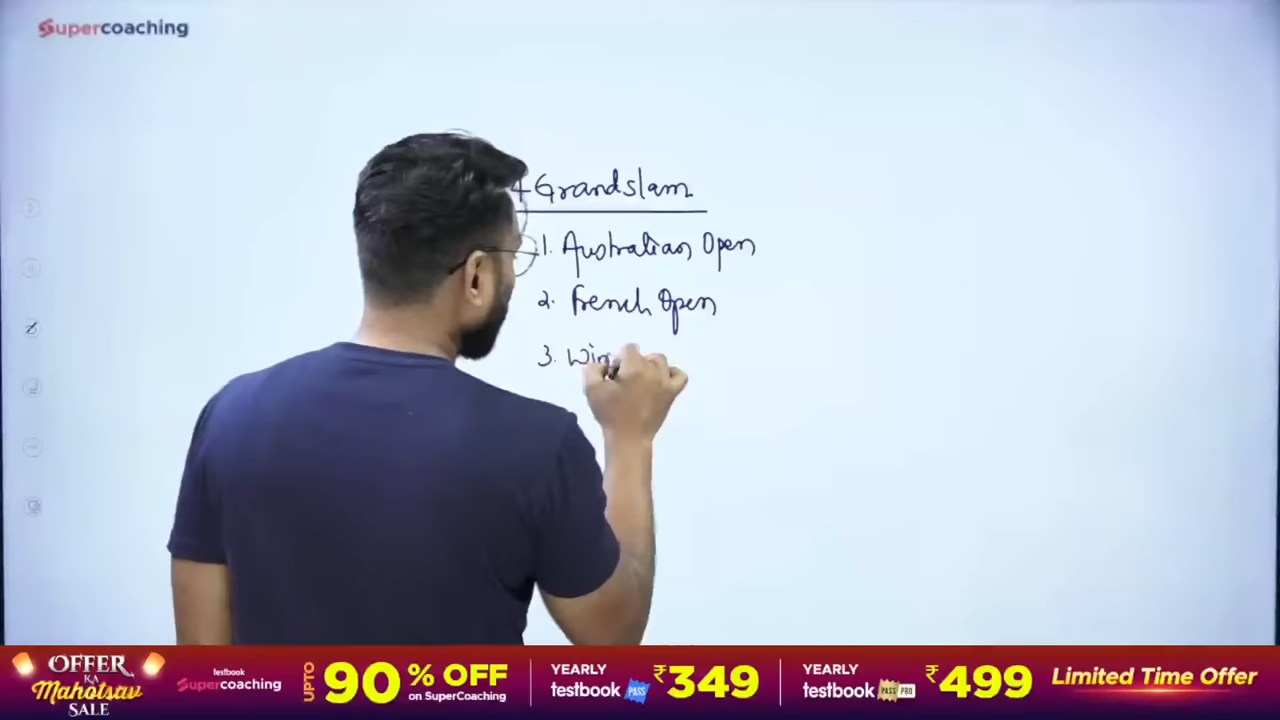 Supercoaching
4 Grandslam
1. Australian Open
2. French Open
3. Wim
OFFER KA Mahotsav SALE
testbook Supercoaching
UPTO 90% OFF on SuperCoaching
YEARLY testbook PASS ₹349
YEARLY testbook PASS PRO ₹499
Limited Time Offer